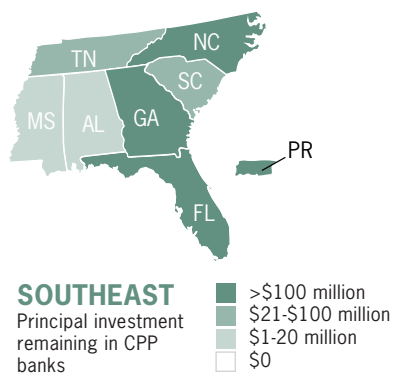 NC
TN
SC
MS
AL
GA
PR
FL
SOUTHEAST
Principal investment
remaining in CPP
banks
>$100 million
$21-$100 million
$1-20 million
$0